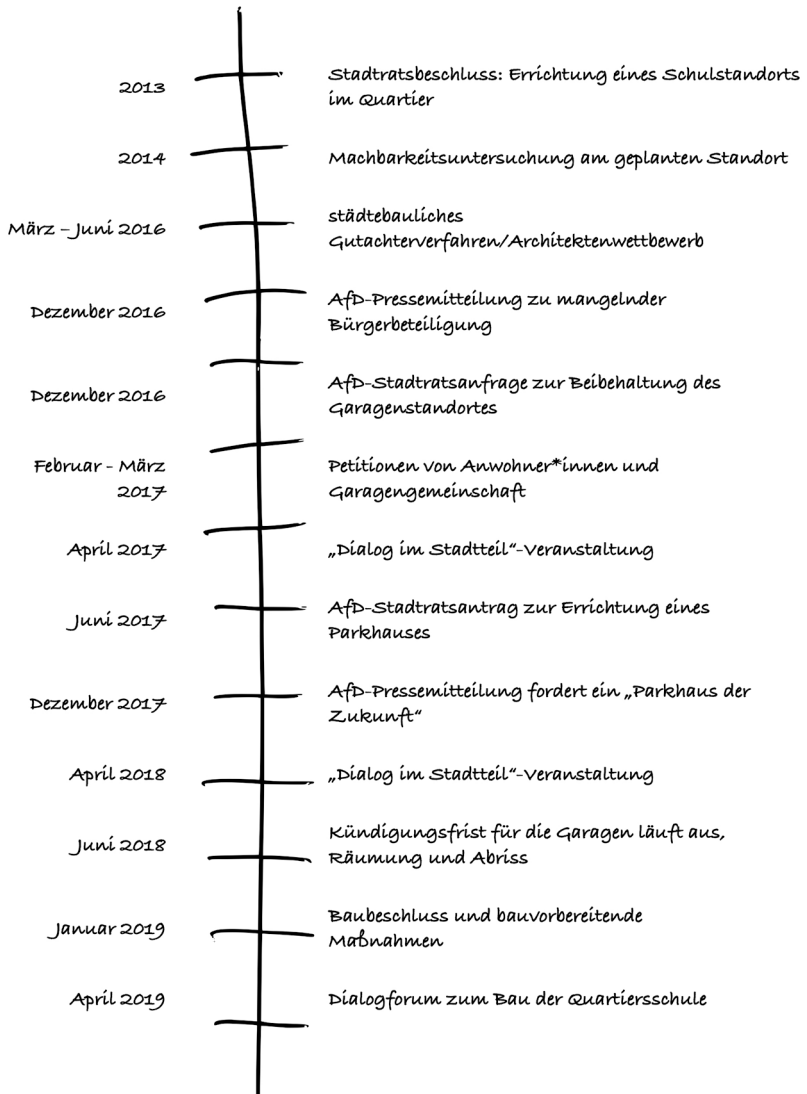 2013
Stadtratsbeschluss: Errichtung eines Schulstandorts
im Quartier
2014
Machbarkeitsuntersuchung am geplanten Standort
März – Juni 2016
städtebauliches
Gutachterverfahren/Architektenwettbewerb
Dezember 2016
AfD-Pressemitteilung zu mangelnder
Bürgerbeteiligung
Dezember 2016
AfD-Stadtratsanfrage zur Beibehaltung des
Garagenstandortes
Februar - März
2017
Petitionen von Anwohner*innen und
Garagengemeinschaft
April 2017
„Dialog im Stadtteil“-Veranstaltung
Juni 2017
AfD-Stadtratsantrag zur Errichtung eines
Parkhauses
Dezember 2017
AfD-Pressemitteilung fordert ein „Parkhaus der
Zukunft“
April 2018
„Dialog im Stadtteil“-Veranstaltung
Juni 2018
Kündigungsfrist für die Garagen läuft aus,
Räumung und Abriss
Januar 2019
Baubeschluss und bauvorbereitende
Maßnahmen
April 2019
Dialogforum zum Bau der Quartiersschule